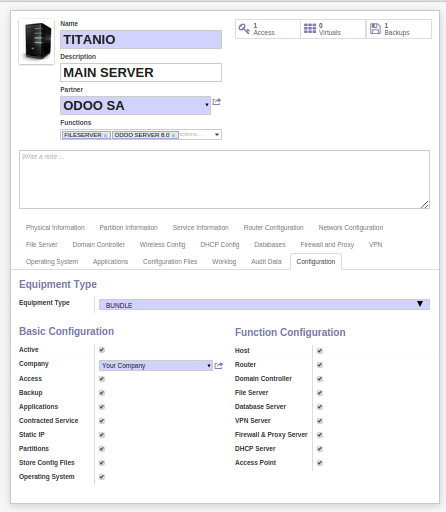 Name
TITANIO
1
Access
0
Virtuals
1
Backups
Description
MAIN SERVER
Partner
ODOO SA
Functions
FILESERVER × ODOO SERVER 8.0 ×
Write a note ...
Physical Information Partition Information Service Information Router Configuration Network Configuration
File Server Domain Controller Wireless Config DHCP Config Databases Firewall and Proxy VPN
Operating System Applications Configuration Files Worklog Audit Data Configuration
Equipment Type
Equipment Type BUNDLE
Basic Configuration
Active
Company Your Company
Access
Backup
Applications
Contracted Service
Static IP
Partitions
Store Config Files
Operating System
Function Configuration
Host
Router
Domain Controller
File Server
Database Server
VPN Server
Firewall & Proxy Server
DHCP Server
Access Point